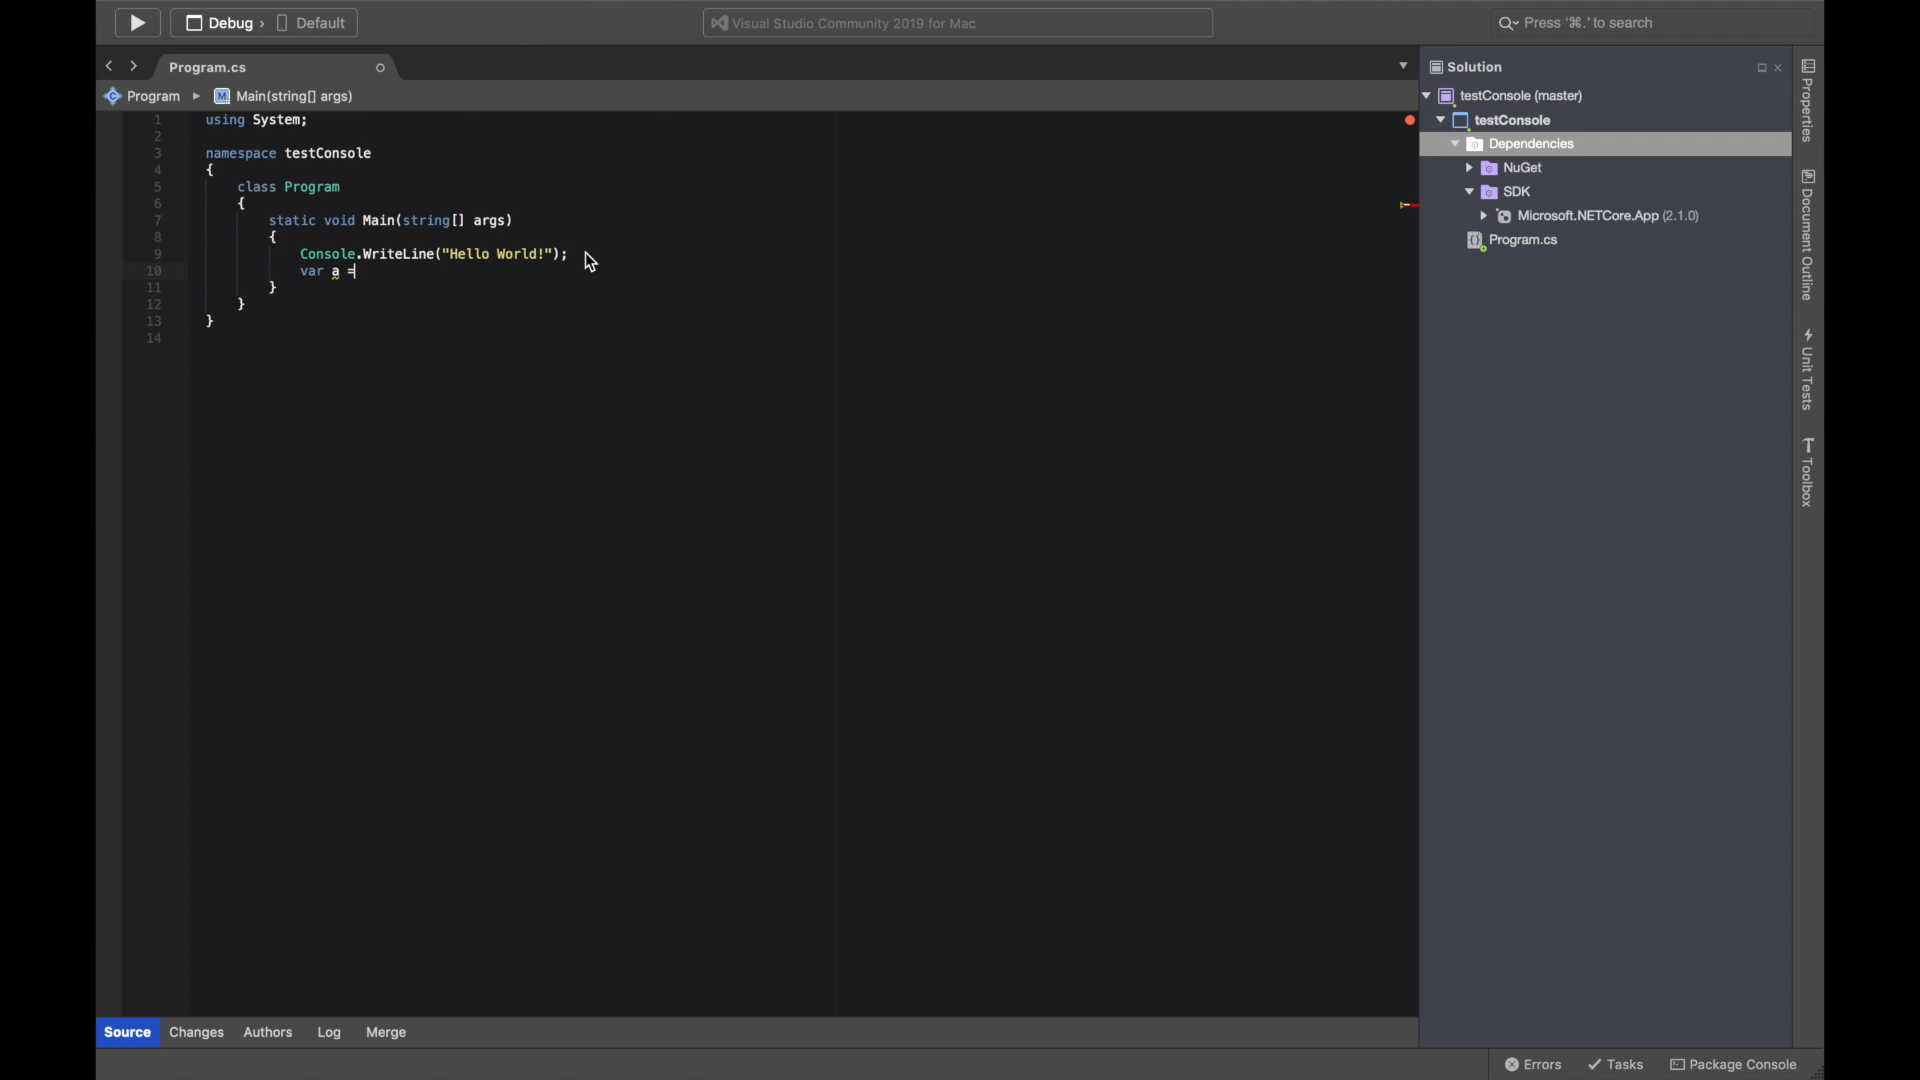 Debug › Default
Visual Studio Community 2019 for Mac
Press ‘⌘.’ to search
Program.cs
Program ▸ M Main(string[] args)
1 using System;
2
3 namespace testConsole
4 {
5 class Program
6 {
7 static void Main(string[] args)
8 {
9 Console.WriteLine("Hello World!");
10 var a =
11 }
12 }
13 }
14
Solution
testConsole (master)
testConsole
Dependencies
NuGet
SDK
Microsoft.NETCore.App (2.1.0)
Program.cs
Properties
Document Outline
Unit Tests
Toolbox
Source Changes Authors Log Merge
Errors Tasks Package Console